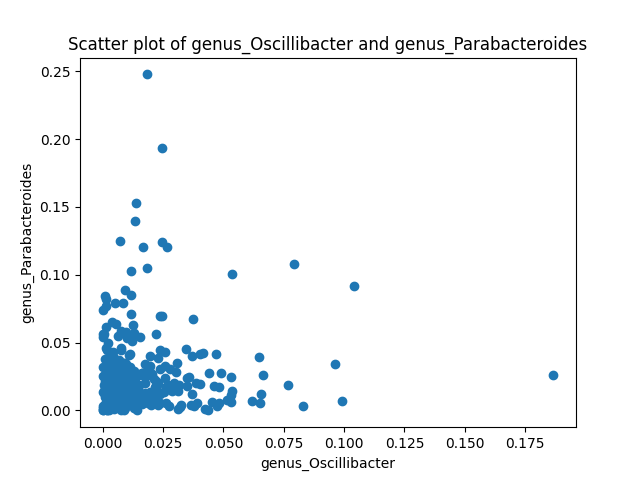 Scatter plot of genus_Oscillibacter and genus_Parabacteroides
0.25
0.20
0.15
0.10
0.05
0.00
genus_Parabacteroides
0.000 0.025 0.050 0.075 0.100 0.125 0.150 0.175
genus_Oscillibacter